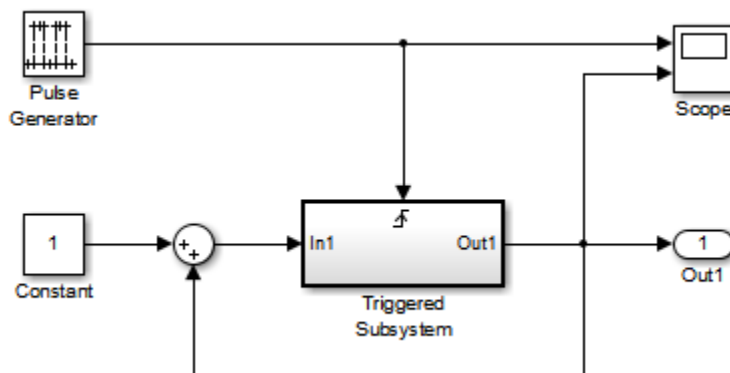 Pulse
Generator
Scope
1
Constant
++
In1
Out1
Triggered
Subsystem
1
Out1